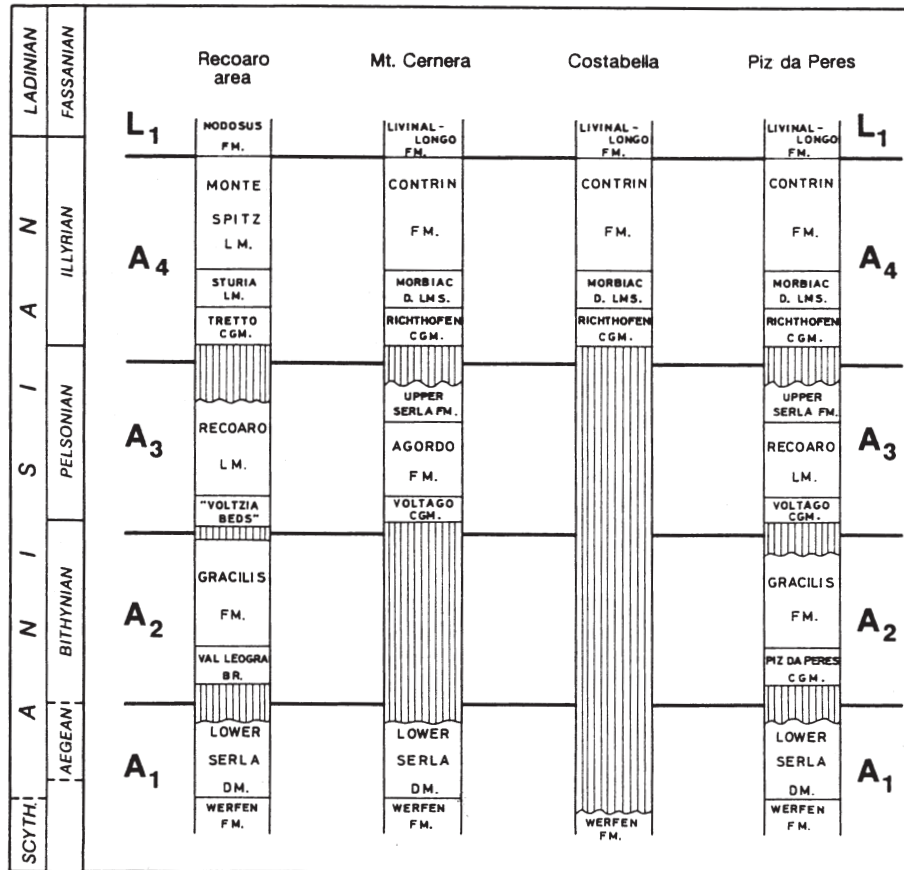 LADINIAN
FASSANIAN
ANISIAN
ILLYRIAN
PELSONIAN
BITHYNIAN
AEGEAN
SCYTH.
Recoaro
area
Mt. Cernera
Costabella
Piz da Peres
L1
A4
A3
A2
A1
NODOSUS
FM.
MONTE
SPITZ
LM.
STURIA
LM.
TRETTO
CGM.
RECOARO
LM.
"VOLTZIA
BEDS"
GRACILIS
FM.
VAL LEOGRA
BR.
LOWER
SERLA
DM.
WERFEN
FM.
LIVINAL-
LONGO
FM.
CONTRIN
FM.
MORBIAC
D. LMS.
RICHTHOFEN
CGM.
UPPER
SERLA FM.
AGORDO
FM.
VOLTAGO
CGM.
LOWER
SERLA
DM.
WERFEN
FM.
LIVINAL-
LONGO
FM.
CONTRIN
FM.
MORBIAC
D. LMS.
RICHTHOFEN
CGM.
WERFEN
FM.
LIVINAL-
LONGO
FM.
CONTRIN
FM.
MORBIAC
D. LMS.
RICHTHOFEN
CGM.
UPPER
SERLA FM.
RECOARO
LM.
VOLTAGO
CGM.
GRACILIS
FM.
PIZ DA PERES
CGM.
LOWER
SERLA
DM.
WERFEN
FM.
L1
A4
A3
A2
A1